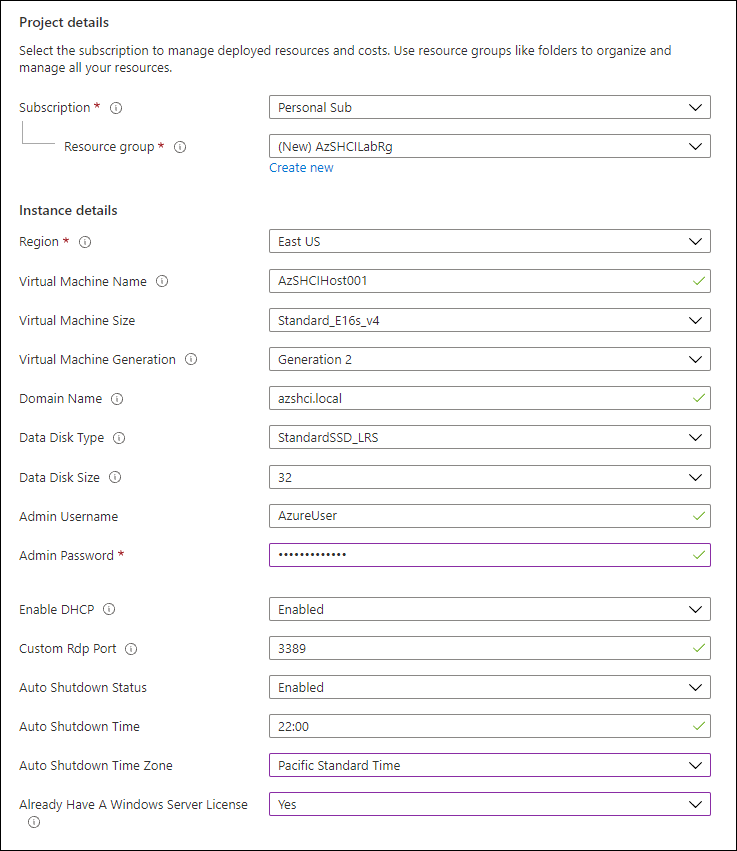 Project details
Select the subscription to manage deployed resources and costs. Use resource groups like folders to organize and
manage all your resources.
Subscription * Personal Sub
Resource group * (New) AzSHCILabRg
Create new
Instance details
Region * East US
Virtual Machine Name AzSHCIHost001
Virtual Machine Size Standard_E16s_v4
Virtual Machine Generation Generation 2
Domain Name azshci.local
Data Disk Type StandardSSD_LRS
Data Disk Size 32
Admin Username AzureUser
Admin Password * •••••••••••••
Enable DHCP Enabled
Custom Rdp Port 3389
Auto Shutdown Status Enabled
Auto Shutdown Time 22:00
Auto Shutdown Time Zone Pacific Standard Time
Already Have A Windows Server License Yes